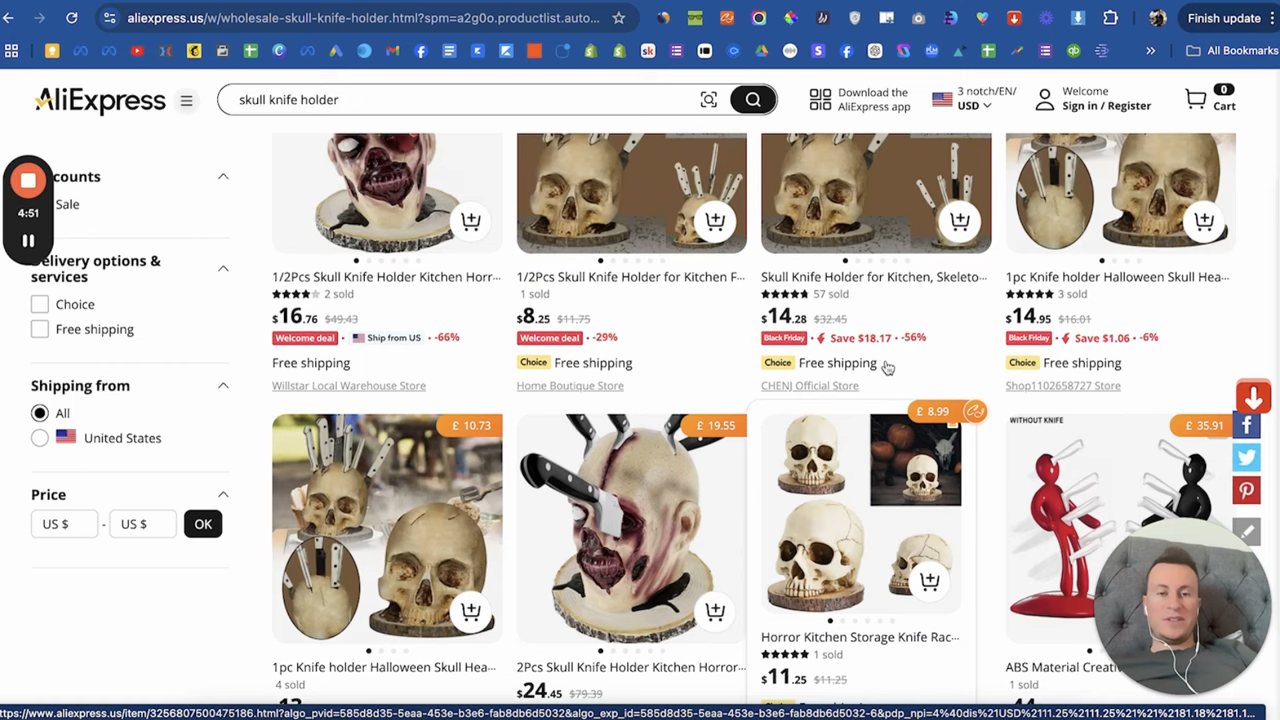 aliexpress.us/w/wholesale-skull-knife-holder.html?spm=a2g0o.productlist.auto...
Finish update
All Bookmarks
AliExpress
skull knife holder
Download the
AliExpress app
3 notch/EN/
USD
Welcome
Sign in / Register
0
Cart
counts
Sale
4:51
Delivery options &
services
Choice
Free shipping
Shipping from
All
United States
Price
US $ - US $ OK
1/2Pcs Skull Knife Holder Kitchen Horr...
2 sold
$16.76 $49.43
Welcome deal · Ship from US · -66%
Free shipping
Willstar Local Warehouse Store
1/2Pcs Skull Knife Holder for Kitchen F...
1 sold
$8.25 $11.75
Welcome deal · -29%
Choice Free shipping
Home Boutique Store
Skull Knife Holder for Kitchen, Skeleto...
57 sold
$14.28 $32.45
Black Friday · Save $18.17 · -56%
Choice Free shipping
CHENJ Official Store
1pc Knife holder Halloween Skull Hea...
3 sold
$14.95 $16.01
Black Friday · Save $1.06 · -6%
Choice Free shipping
Shop1102658727 Store
£ 10.73
1pc Knife holder Halloween Skull Hea...
4 sold
£ 19.55
2Pcs Skull Knife Holder Kitchen Horror...
$24.45 $79.39
£ 8.99
Horror Kitchen Storage Knife Rac...
1 sold
$11.25 $11.25
WITHOUT KNIFE
£ 35.91
ABS Material Creati
1 sold
https://www.aliexpress.us/item/3256807500475186.html?algo_pvid=585d8d35-5eaa-453e-b3e6-fab8db6d5032&algo_exp_id=585d8d35-5eaa-453e-b3e6-fab8db6d5032-6&pdp_npi=4%40dis%21USD%2111.25%2111.25%21%21%2181.18%21...